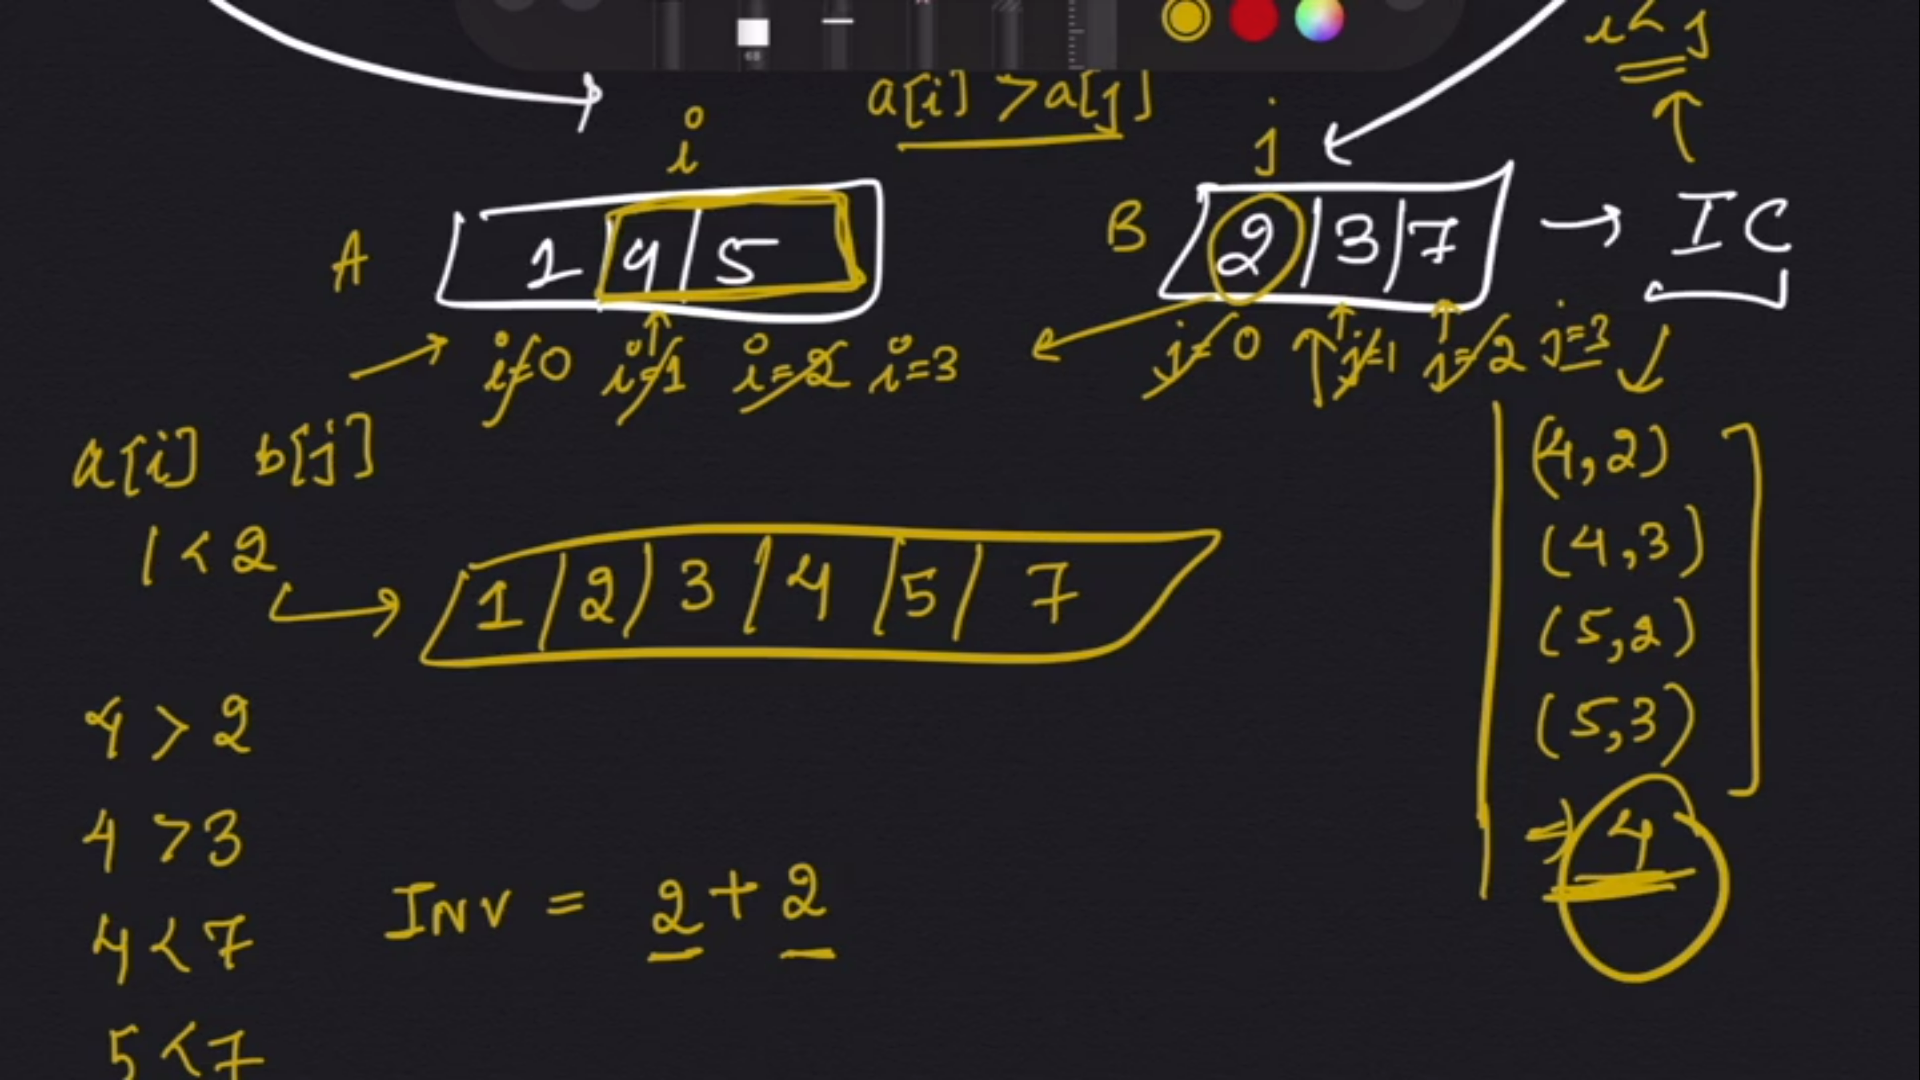 i<j
a[i] > a[j]
i
j
A
1 4 5
B
2 3 7
→ IC
i=0 i=1 i=2 i=3
j=0 j=1 j=2 j=3
a[i] b[j]
(4,2)
1 < 2
(4,3)
1 2 3 4 5 7
(5,2)
4 > 2
(5,3)
4 > 3
⇒ 4
INV = 2 + 2
4 < 7
5 < 7